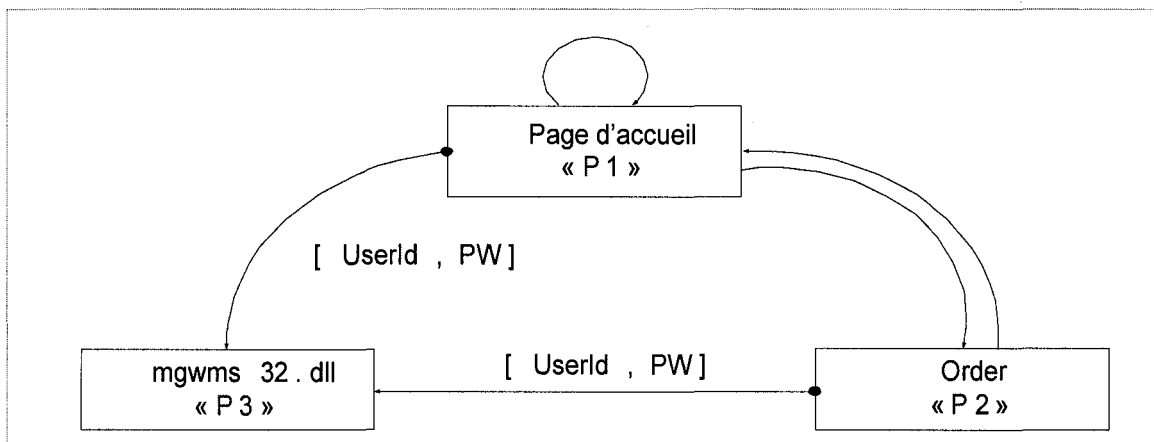 Page d'accueil
« P 1 »
[ UserId , PW ]
mgwms 32 . dll
« P 3 »
[ UserId , PW ]
Order
« P 2 »